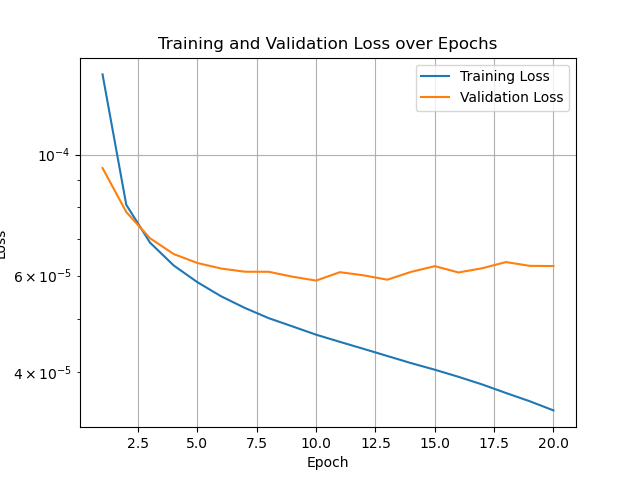 Training and Validation Loss over Epochs
Training Loss
Validation Loss
10⁻⁴
6 × 10⁻⁵
4 × 10⁻⁵
Loss
2.5 5.0 7.5 10.0 12.5 15.0 17.5 20.0
Epoch